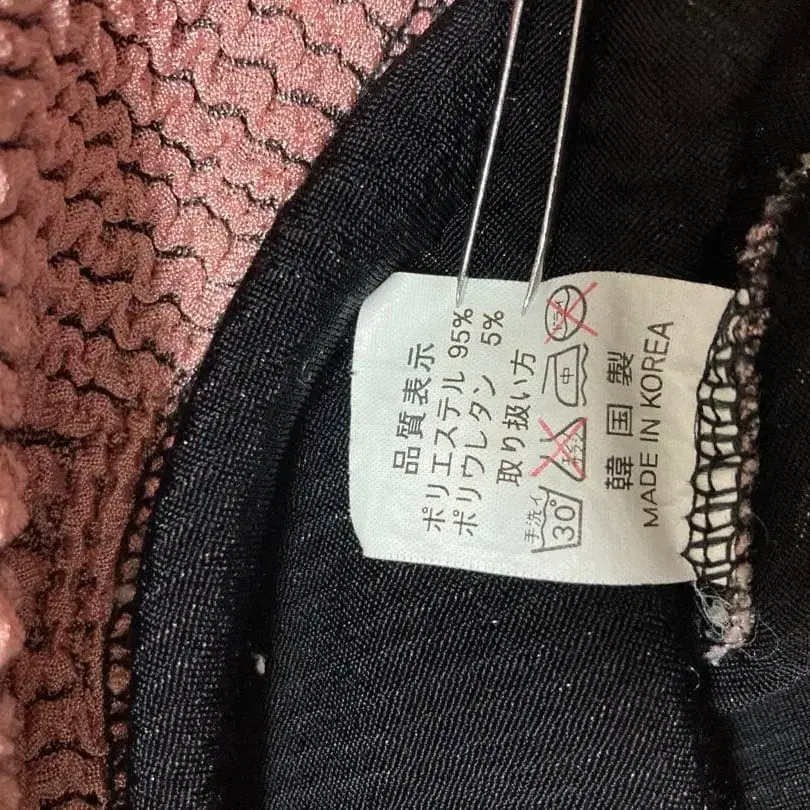 品質表示
ポリエステル 95%
ポリウレタン 5%
取り扱い方
手洗イ 30 中
韓国製
MADE IN KOREA